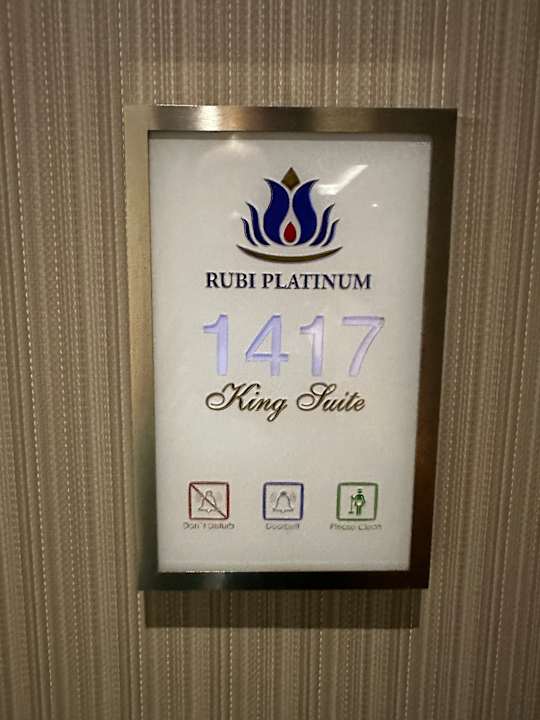 RUBI PLATINUM
1417
King Suite
Don't Disturb
Doorbell
Please Clean